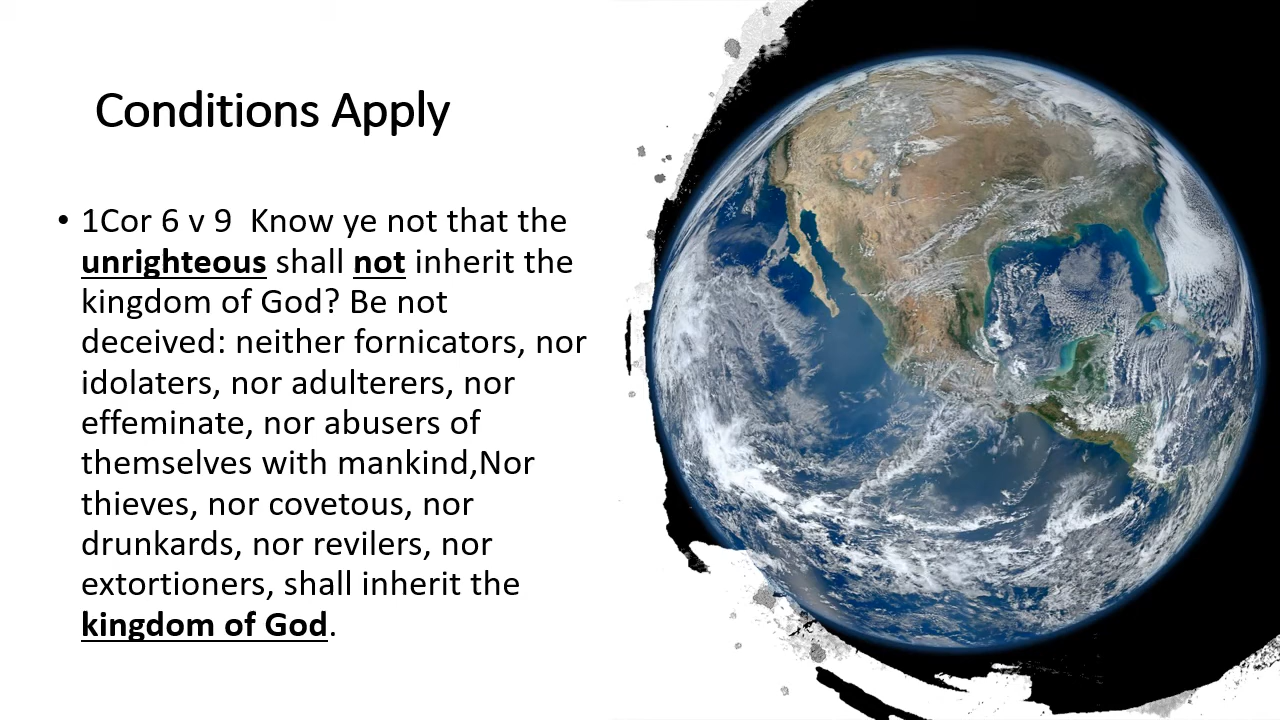 Conditions Apply
• 1Cor 6 v 9  Know ye not that the
unrighteous shall not inherit the
kingdom of God? Be not
deceived: neither fornicators, nor
idolaters, nor adulterers, nor
effeminate, nor abusers of
themselves with mankind,Nor
thieves, nor covetous, nor
drunkards, nor revilers, nor
extortioners, shall inherit the
kingdom of God.